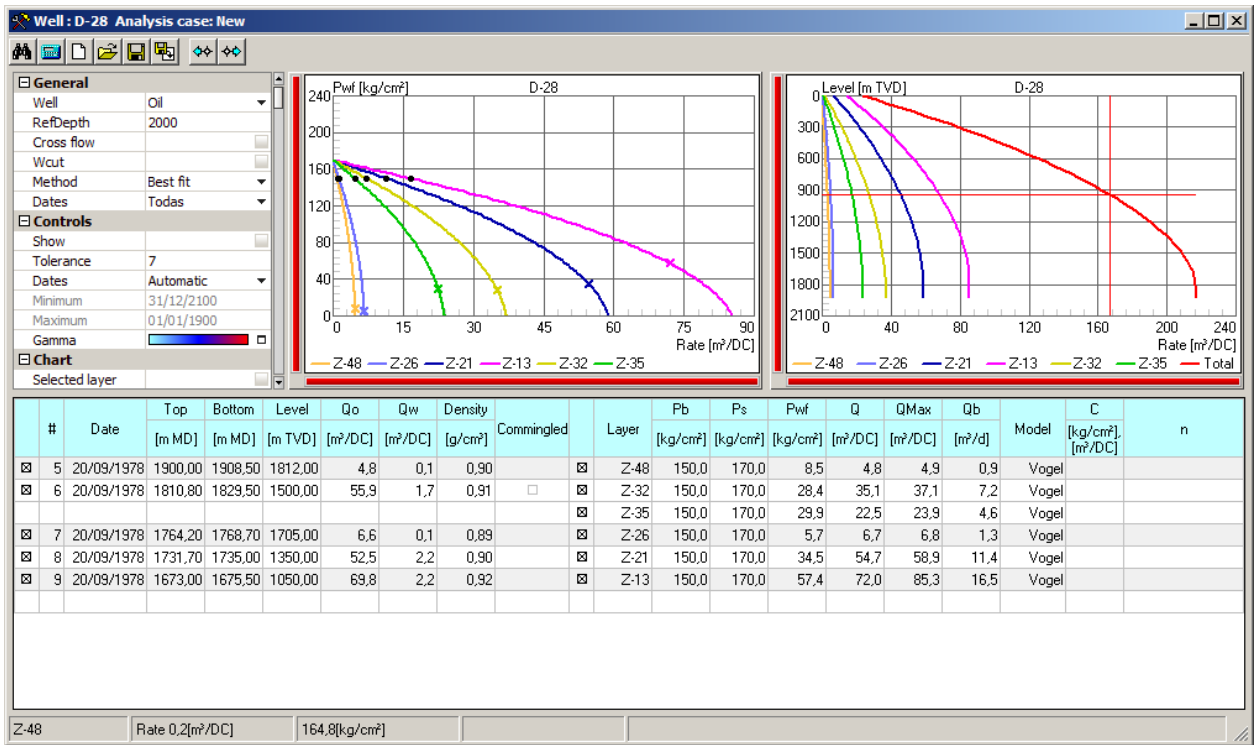 Well : D-28 Analysis case: New
General
Well Oil
RefDepth 2000
Cross flow
Wcut
Method Best fit
Dates Todas
Controls
Show
Tolerance 7
Dates Automatic
Minimum 31/12/2100
Maximum 01/01/1900
Gamma
Chart
Selected layer
Pwf [kg/cm²] D-28
240
200
160
120
80
40
0
0 15 30 45 60 75 90
Rate [m³/DC]
Z-48 Z-26 Z-21 Z-13 Z-32 Z-35
Level [m TVD] D-28
0
300
600
900
1200
1500
1800
2100
0 40 80 120 160 200 240
Rate [m³/DC]
Z-48 Z-26 Z-21 Z-13 Z-32 Z-35 Total
# Date Top Bottom Level Qo Qw Density Commingled Layer Pb Ps Pwf Q QMax Qb Model C n
[m MD] [m MD] [m TVD] [m³/DC] [m³/DC] [g/cm³] [kg/cm²] [kg/cm²] [kg/cm²] [m³/DC] [m³/DC] [m³/d] [kg/cm²], [m³/DC]
5 20/09/1978 1900,00 1908,50 1812,00 4,8 0,1 0,90 Z-48 150,0 170,0 8,5 4,8 4,9 0,9 Vogel
6 20/09/1978 1810,80 1829,50 1500,00 55,9 1,7 0,91 Z-32 150,0 170,0 28,4 35,1 37,1 7,2 Vogel
Z-35 150,0 170,0 29,9 22,5 23,9 4,6 Vogel
7 20/09/1978 1764,20 1768,70 1705,00 6,6 0,1 0,89 Z-26 150,0 170,0 5,7 6,7 6,8 1,3 Vogel
8 20/09/1978 1731,70 1735,00 1350,00 52,5 2,2 0,90 Z-21 150,0 170,0 34,5 54,7 58,9 11,4 Vogel
9 20/09/1978 1673,00 1675,50 1050,00 69,8 2,2 0,92 Z-13 150,0 170,0 57,4 72,0 85,3 16,5 Vogel
Z-48 Rate 0,2[m³/DC] 164,8[kg/cm²]